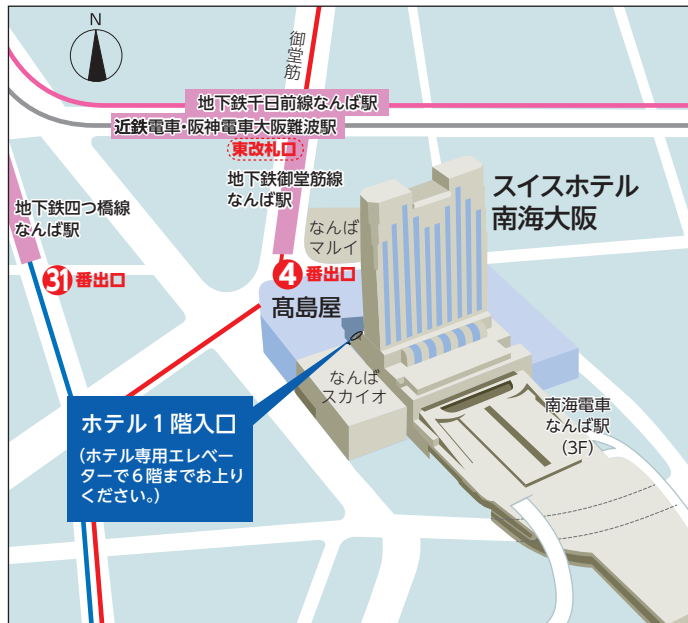 N
御堂筋
地下鉄千日前線なんば駅
近鉄電車・阪神電車大阪難波駅
東改札口
地下鉄御堂筋線
なんば駅
スイスホテル
南海大阪
地下鉄四つ橋線
なんば駅
なんば
マルイ
31番出口
4番出口
髙島屋
なんば
スカイオ
ホテル1階入口
(ホテル専用エレベー
ターで6階までお上り
ください。)
南海電車
なんば駅
(3F)